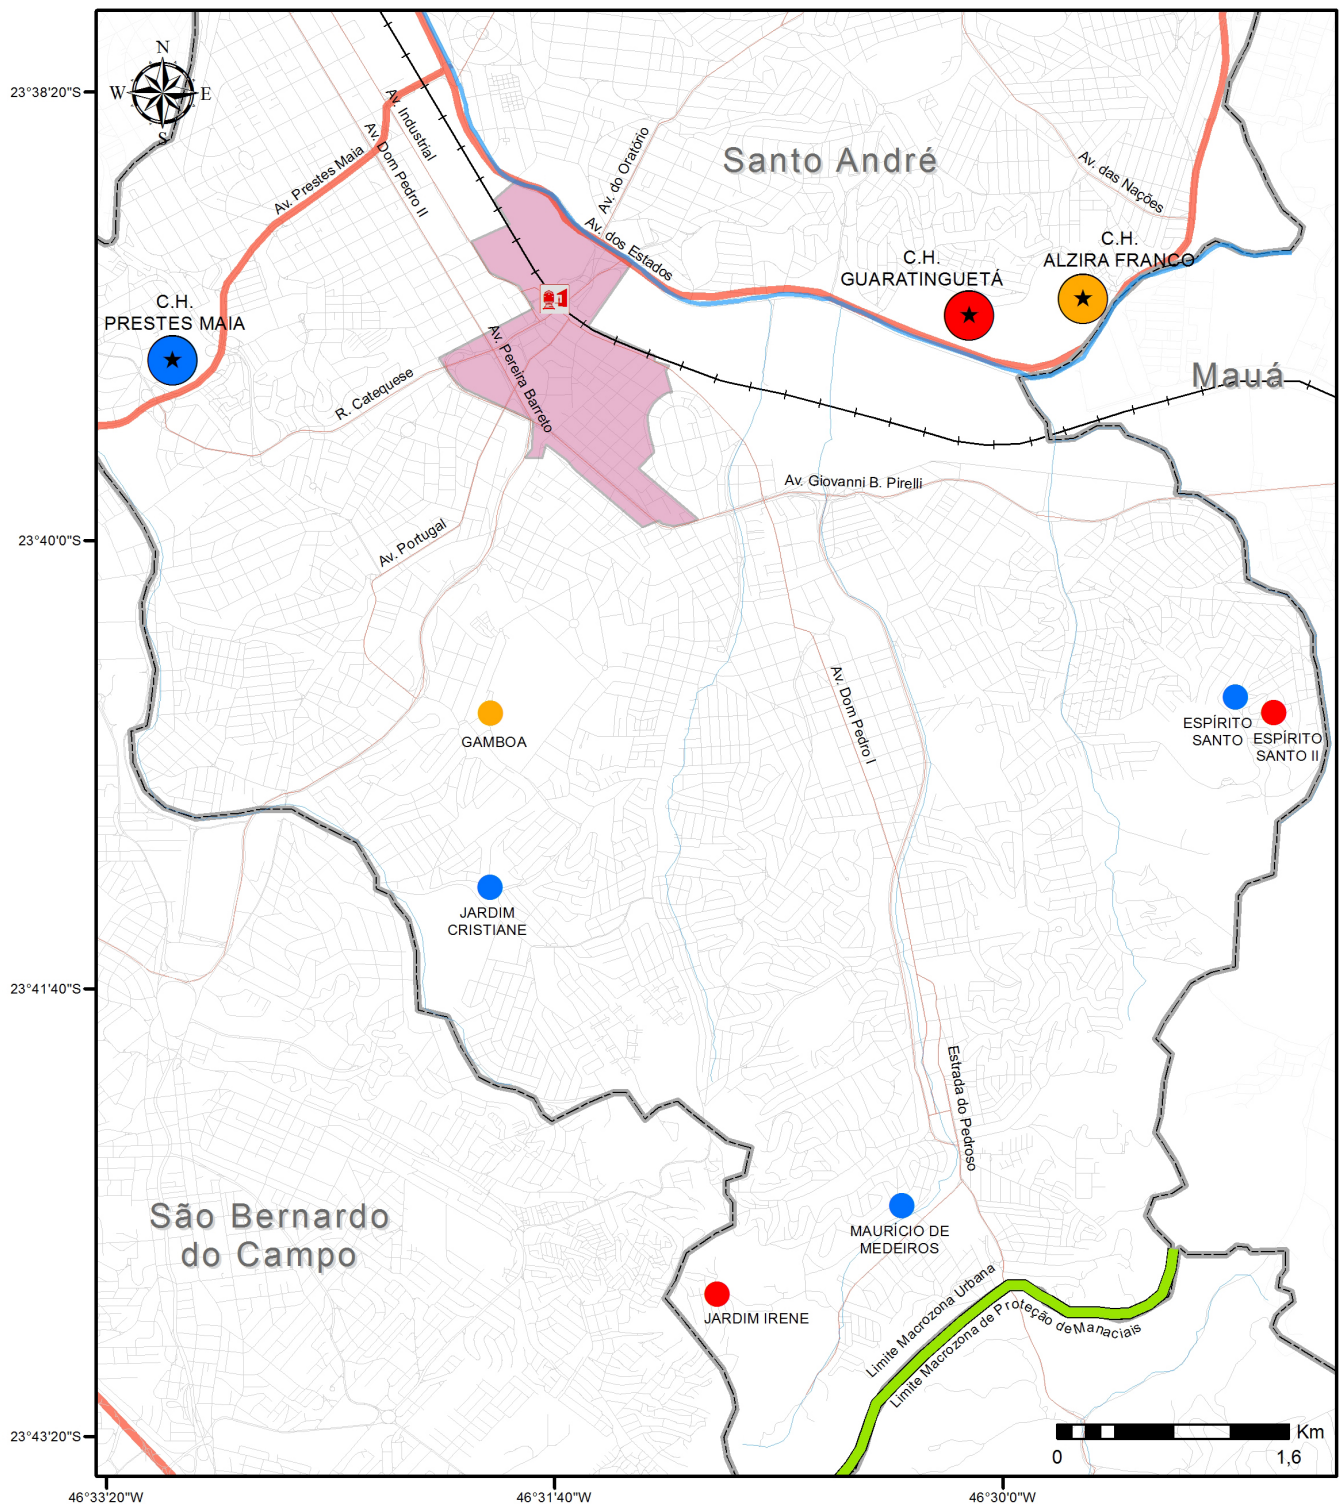 N
W
E
S
23°38'20"S
23°40'0"S
23°41'40"S
23°43'20"S
46°33'20"W
46°31'40"W
46°30'0"W
Av. Industrial
Av. Dom Pedro II
Av. Prestes Maia
Av. do Oratório
Av. dos Estados
Santo André
Av. das Nações
C.H.
PRESTES MAIA
C.H.
GUARATINGUETÁ
C.H.
ALZIRA FRANCO
Mauá
R. Catequese
Av. Pereira Barreto
Av. Giovanni B. Pirelli
Av. Portugal
Av. Dom Pedro I
GAMBOA
ESPÍRITO
SANTO
ESPÍRITO
SANTO II
JARDIM
CRISTIANE
Estrada do Pedroso
São Bernardo
do Campo
MAURÍCIO DE
MEDEIROS
JARDIM IRENE
Limite Macrozona Urbana
Limite Macrozona de Proteção de Manaciais
Km
0
1,6